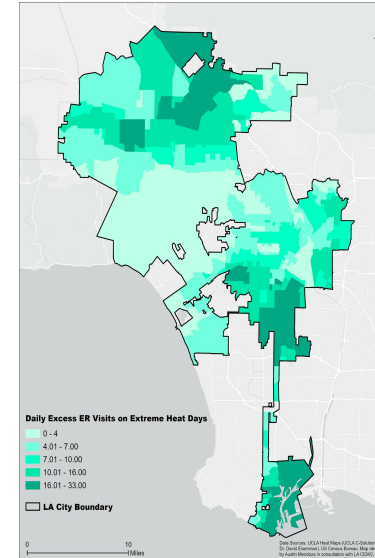 Daily Excess ER Visits on Extreme Heat Days
0 - 4
4.01 - 7.00
7.01 - 10.00
10.01 - 16.00
16.01 - 33.00
LA City Boundary
0 10
Miles
Data Sources: UCLA Heat Maps (UCLA C-Solution
Dr. David Eisenman), US Census Bureau. Map de
by Austin Mendoza in consultation with LA CEMO